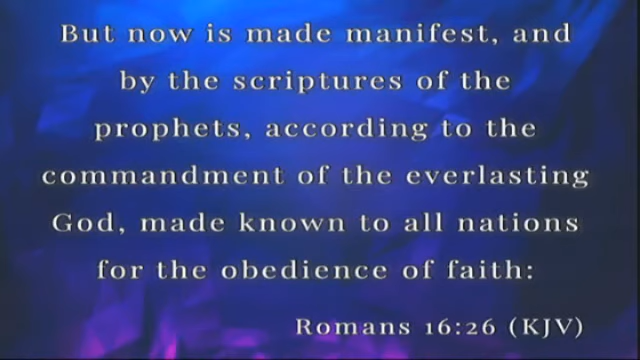 But now is made manifest, and
by the scriptures of the
prophets, according to the
commandment of the everlasting
God, made known to all nations
for the obedience of faith:
Romans 16:26 (KJV)